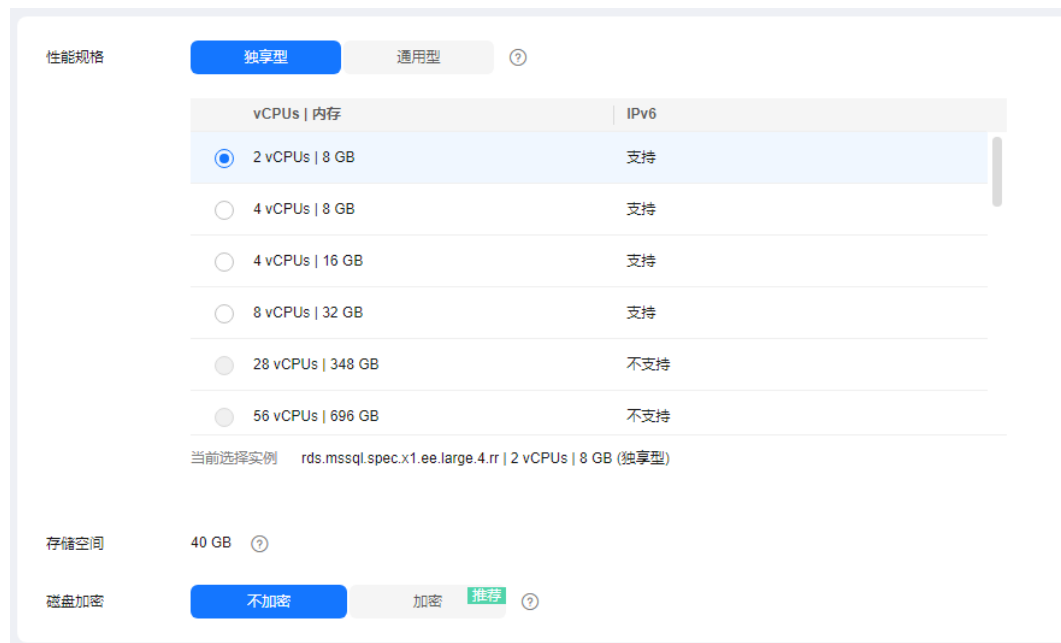 性能规格 独享型 通用型 ?
vCPUs | 内存 IPv6
2 vCPUs | 8 GB 支持
4 vCPUs | 8 GB 支持
4 vCPUs | 16 GB 支持
8 vCPUs | 32 GB 支持
28 vCPUs | 348 GB 不支持
56 vCPUs | 696 GB 不支持
当前选择实例 rds.mssql.spec.x1.ee.large.4.rr | 2 vCPUs | 8 GB (独享型)
存储空间 40 GB ?
磁盘加密 不加密 加密 推荐 ?